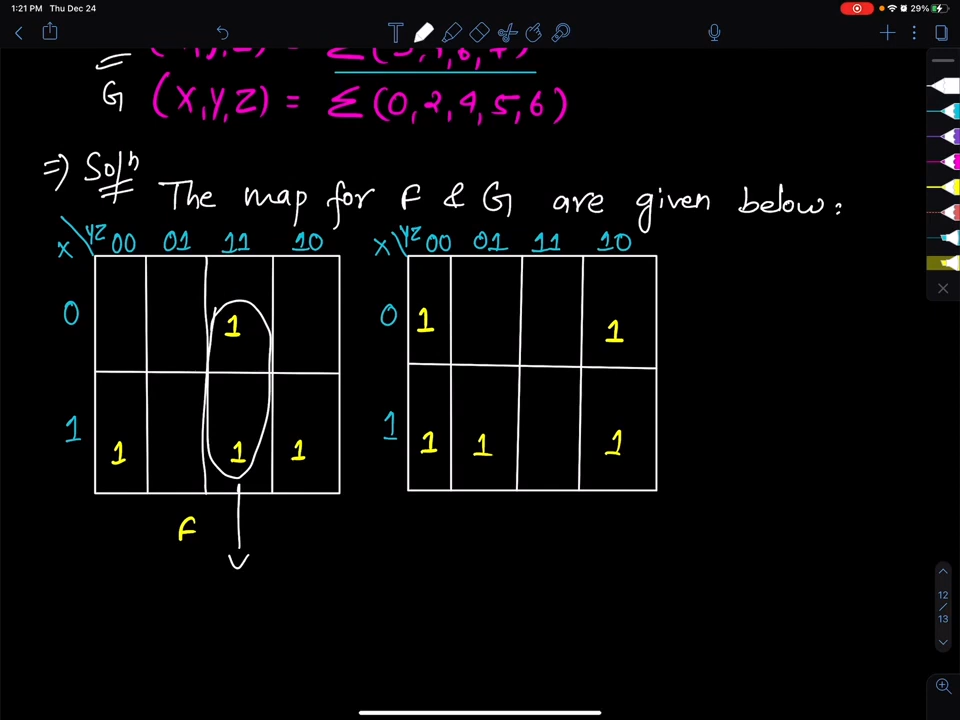 1:21 PM Thu Dec 24
29%
T
G (X,Y,Z) = Σ(0,2,4,5,6)
=) Solⁿ The map for F & G are given below:
X\YZ 00 01 11 10
0 1
1 1 1 1
F
X\YZ 00 01 11 10
0 1 1
1 1 1 1
12
/
13